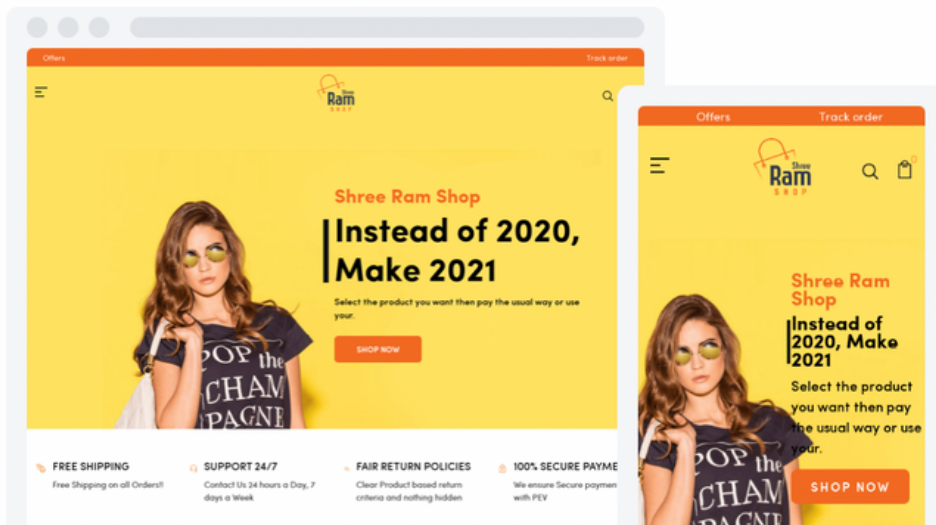 Offers
Track order
Shree
Ram
SHOP
Shree Ram Shop
Instead of 2020,
Make 2021
Select the product you want then pay the usual way or use
your.
SHOP NOW
POP the
CHAM
PAGNE
FREE SHIPPING
Free Shipping on all Orders!!
SUPPORT 24/7
Contact Us 24 hours a Day, 7
days a Week
FAIR RETURN POLICIES
Clear Product based return
criteria and nothing hidden
100% SECURE PAYME
We ensure Secure payment
with PEV
Offers
Track order
Shree
Ram
SHOP
0
Shree Ram
Shop
Instead of
2020, Make
2021
Select the product
you want then pay
the usual way or use
your.
SHOP NOW
POP the
CHAM
PAGNE